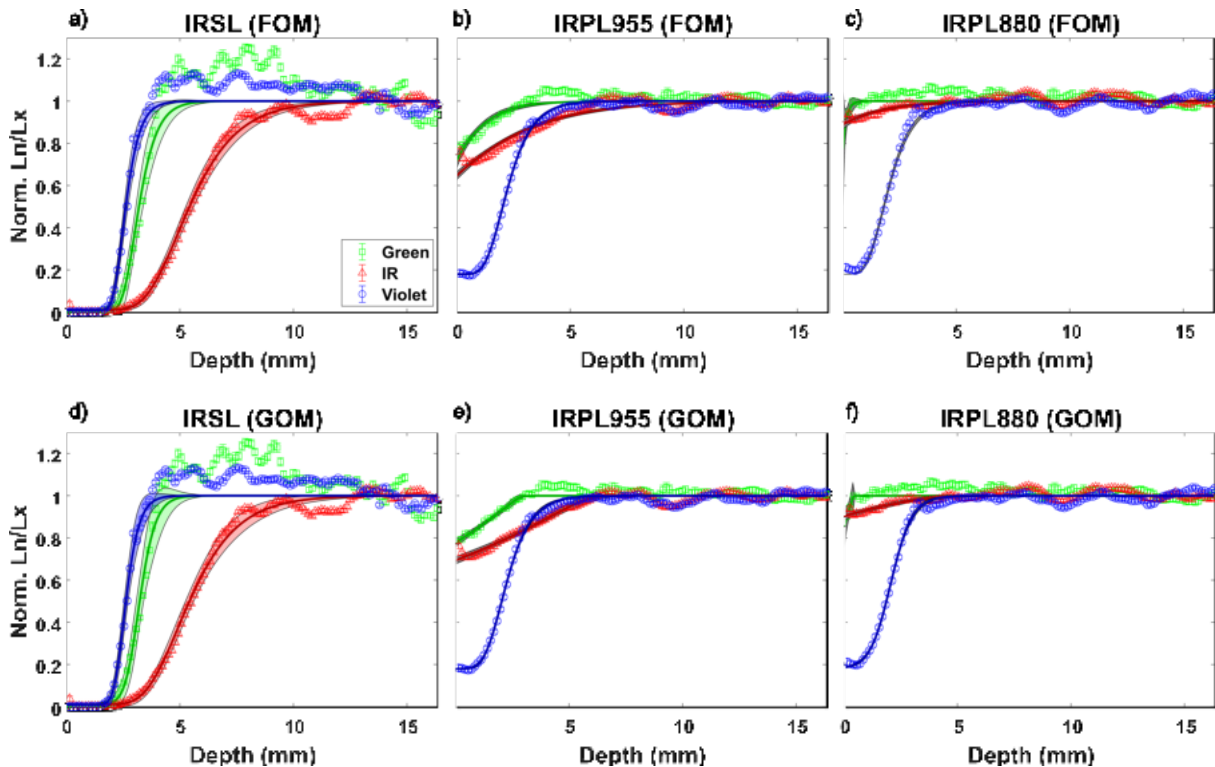 a) IRSL (FOM)
b) IRPL955 (FOM)
c) IRPL880 (FOM)
Norm. Ln/Lx
1.2
1
0.8
0.6
0.4
0.2
0
Green
IR
Violet
0 5 10 15
0 5 10 15
0 5 10 15
Depth (mm)
Depth (mm)
Depth (mm)
d) IRSL (GOM)
e) IRPL955 (GOM)
f) IRPL880 (GOM)
Norm. Ln/Lx
1.2
1
0.8
0.6
0.4
0.2
0
0 5 10 15
0 5 10 15
0 5 10 15
Depth (mm)
Depth (mm)
Depth (mm)